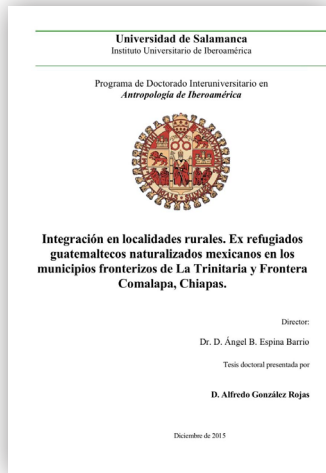 Universidad de Salamanca
Instituto Universitario de Iberoamérica
Programa de Doctorado Interuniversitario en
Antropología de Iberoamérica
Integración en localidades rurales. Ex refugiados
guatemaltecos naturalizados mexicanos en los
municipios fronterizos de La Trinitaria y Frontera
Comalapa, Chiapas.
Director:
Dr. D. Ángel B. Espina Barrio
Tesis doctoral presentada por
D. Alfredo González Rojas
Diciembre de 2015